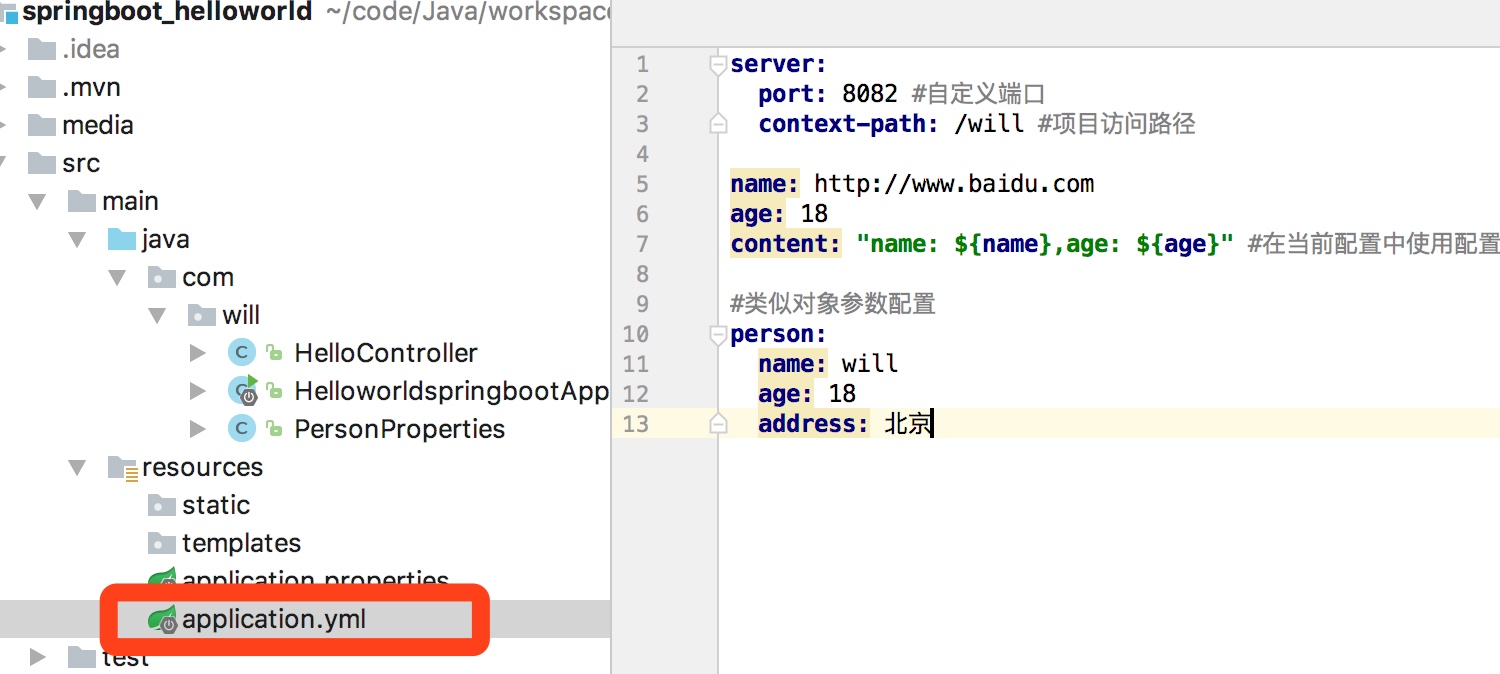 springboot_helloworld ~/code/Java/workspac
.idea
.mvn
media
src
main
java
com
will
HelloController
HelloworldspringbootApp
PersonProperties
resources
static
templates
application.properties
application.yml
test
1 server:
2 port: 8082 #自定义端口
3 context-path: /will #项目访问路径
4
5 name: http://www.baidu.com
6 age: 18
7 content: "name: ${name},age: ${age}" #在当前配置中使用配置
8
9 #类似对象参数配置
10 person:
11 name: will
12 age: 18
13 address: 北京